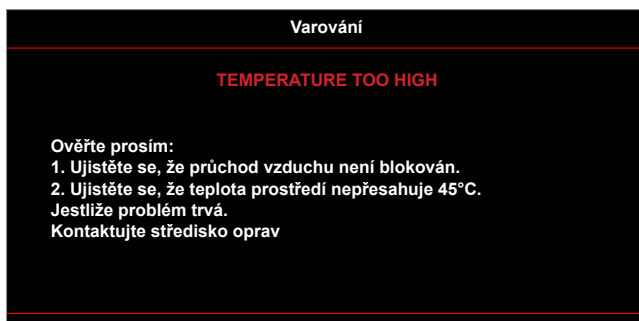 Varování
TEMPERATURE TOO HIGH
Ověřte prosím:
1. Ujistěte se, že průchod vzduchu není blokován.
2. Ujistěte se, že teplota prostředí nepřesahuje 45°C.
Jestliže problém trvá.
Kontaktujte středisko oprav